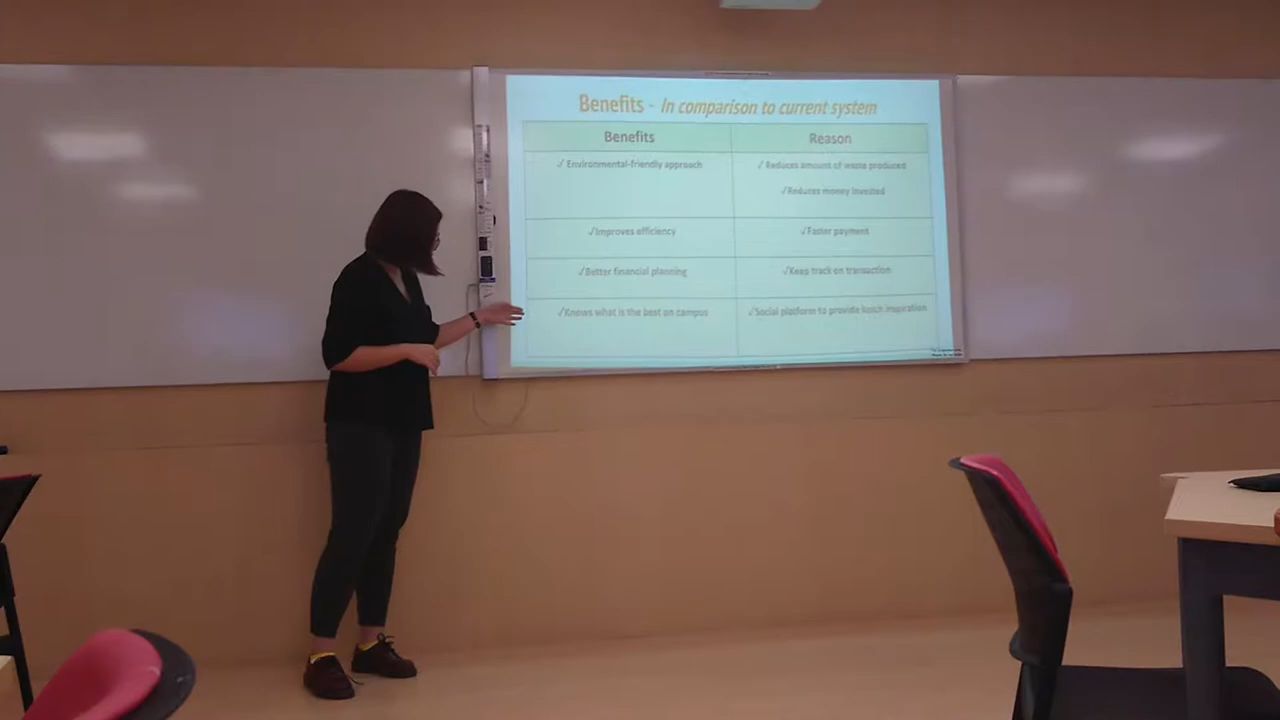 Benefits - In comparison to current system
Benefits Reason
✓ Environmental-friendly approach ✓ Reduces amount of waste produced
✓Reduces money invested
✓Improves efficiency ✓Faster payment
✓Better financial planning ✓Keep track on transaction
✓Knows what is the best on campus ✓Social platform to provide lunch inspiration